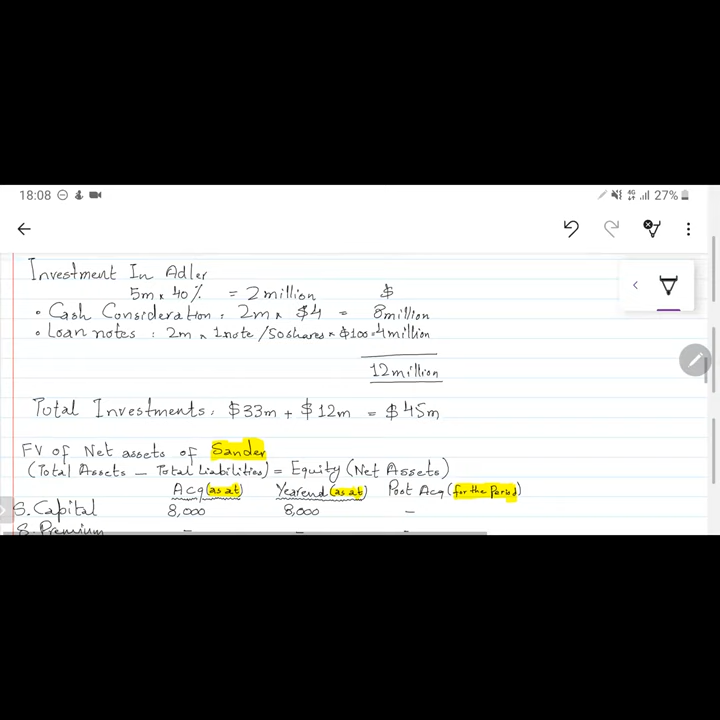 18:08 4G 27%
Investment In Adler
5m x 40% = 2 million $
• Cash Consideration : 2m x $4 = 8million
• Loan notes : 2m x 1note/50shares x $100=4million
12million
Total Investments: $33m + $12m = $45m
FV of Net assets of Sander
(Total Assets – Total Liabilities) = Equity (Net Assets)
Acq (as at) Yearend (as at) Post Acq (for the Period)
S. Capital 8,000 8,000 –
S. Premium – – –